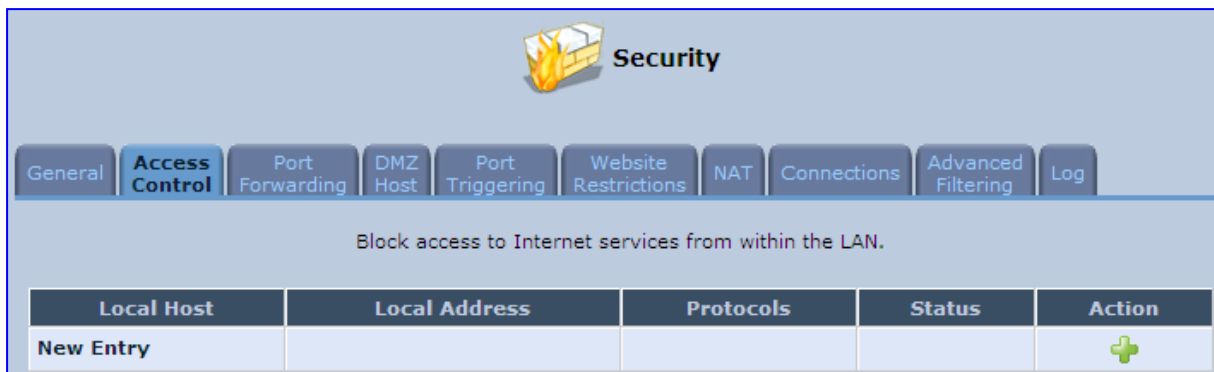 Security
General
Access Control
Port Forwarding
DMZ Host
Port Triggering
Website Restrictions
NAT
Connections
Advanced Filtering
Log
Block access to Internet services from within the LAN.
Local Host Local Address Protocols Status Action
New Entry